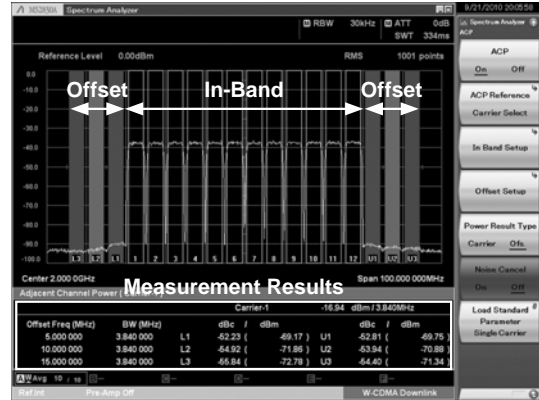 MS2830A Spectrum Analyzer
9/21/2010 20:05:50
RBW 30kHz ATT 0dB
SWT 334ms
Spectrum Analyzer
ACP
Reference Level 0.00dBm RMS 1001 points
ACP
On Off
ACP Reference
Carrier Select
In Band Setup
Offset Setup
Power Result Type
Carrier Ofs.
Noise Cancel
On Off
Load Standard
Parameter
Single Carrier
0.0
-10.0
-20.0
-30.0
-40.0
-50.0
-60.0
-70.0
-80.0
-90.0
-100.0
Offset In-Band Offset
L3 L2 L1 1 2 3 4 5 6 7 8 9 10 11 12 U1 U2 U3
Center 2.000 0GHz Span 100.000 000MHz
Measurement Results
Adjacent Channel Power ( Carrier-1 )
Carrier-1 -16.94 dBm / 3.840MHz
Offset Freq (MHz) BW (MHz) dBc / dBm dBc / dBm
5.000 000 3.840 000 L1 -52.23 ( -69.17 ) U1 -52.81 ( -69.75 )
10.000 000 3.840 000 L2 -54.92 ( -71.86 ) U2 -53.94 ( -70.88 )
15.000 000 3.840 000 L3 -55.84 ( -72.78 ) U3 -54.40 ( -71.34 )
Avg 10 / 10
Ref.Int Pre-Amp Off W-CDMA Downlink